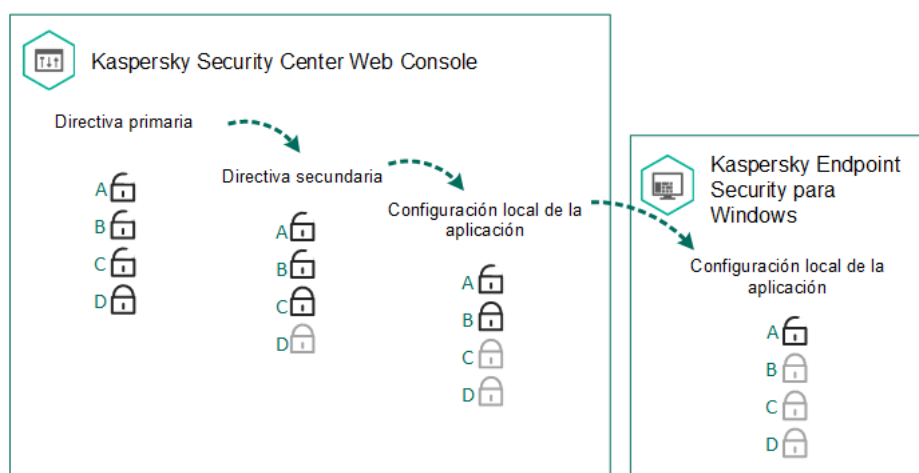 Kaspersky Security Center Web Console
Directiva primaria
A
B
C
D
Directiva secundaria
A
B
C
D
Configuración local de la
aplicación
A
B
C
D
Kaspersky Endpoint
Security para
Windows
Configuración local de la
aplicación
A
B
C
D